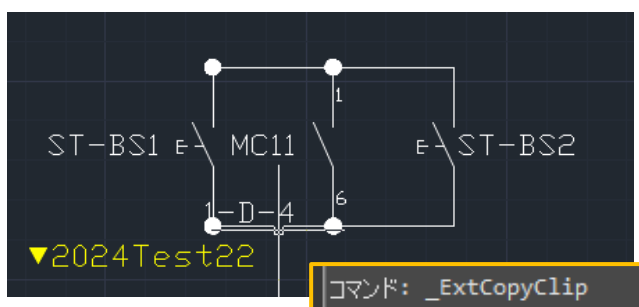 1
ST-BS1 E MC11 E ST-BS2
6
1-D-4
▼2024Test22
コマンド: _ExtCopyClip